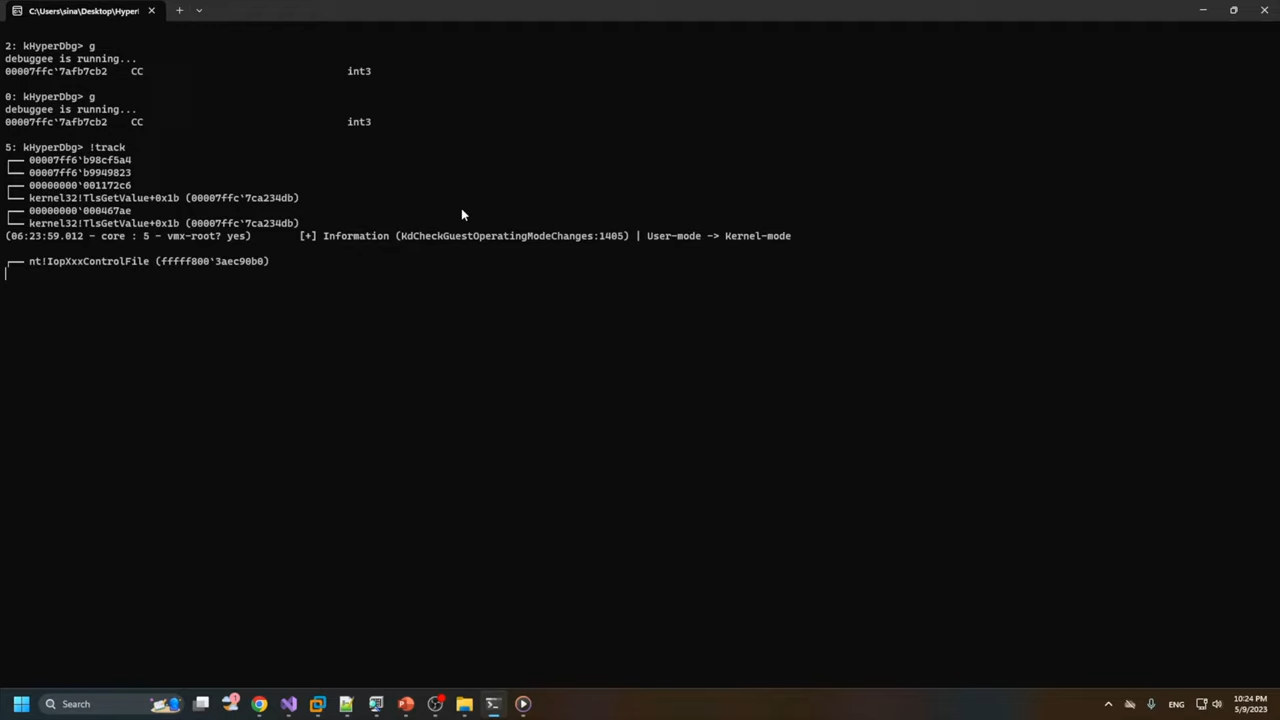 C:\Users\sina\Desktop\Hyper
2: kHyperDbg> g
debuggee is running...
00007ffc`7afb7cb2    CC                                  int3
0: kHyperDbg> g
debuggee is running...
00007ffc`7afb7cb2    CC                                  int3
5: kHyperDbg> !track
┌── 00007ff6`b98cf5a4
└── 00007ff6`b9949823
┌── 00000000`001172c6
└── kernel32!TlsGetValue+0x1b (00007ffc`7ca234db)
┌── 00000000`000467ae
└── kernel32!TlsGetValue+0x1b (00007ffc`7ca234db)
(06:23:59.012 - core : 5 - vmx-root? yes)        [+] Information (KdCheckGuestOperatingModeChanges:1405) | User-mode -> Kernel-mode
┌── nt!IopXxxControlFile (fffff800`3aec90b0)
Search
1
ENG
10:24 PM
5/9/2023